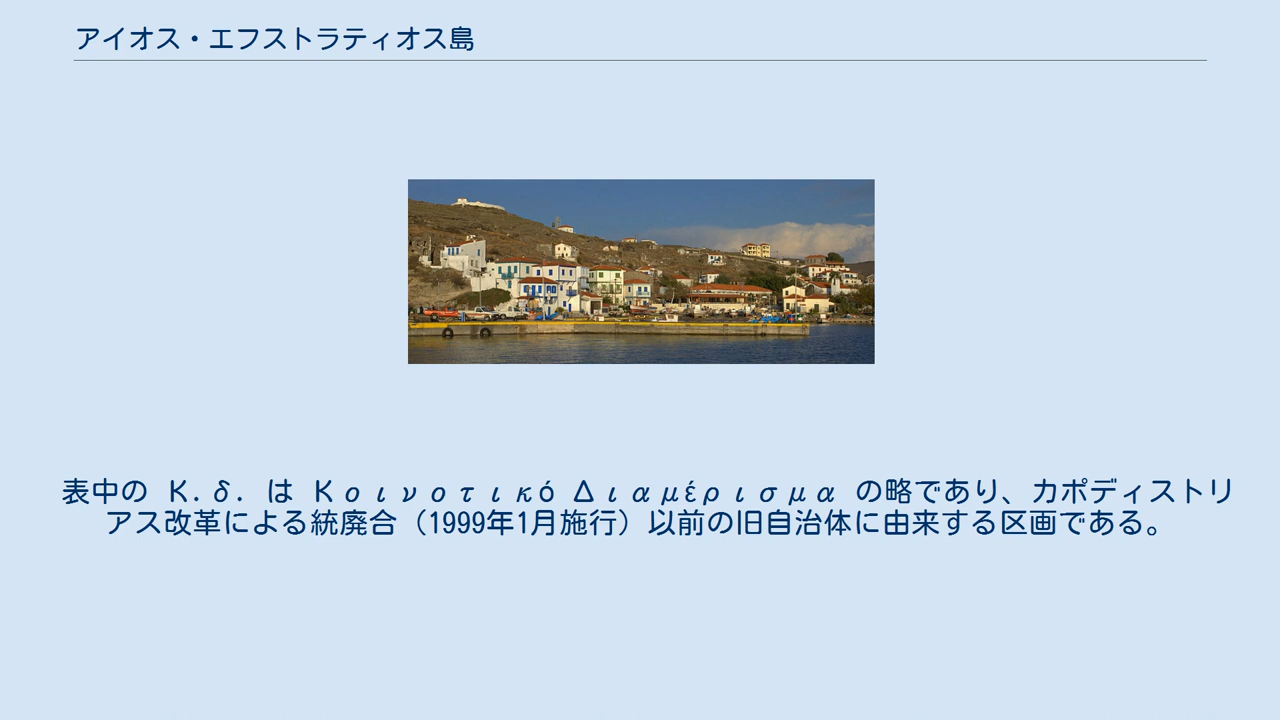 アイオス・エフストラティオス島
表中の Κ.δ. は Κοινοτικό Διαμέρισμα の略であり、カポディストリ
アス改革による統廃合（1999年1月施行）以前の旧自治体に由来する区画である。